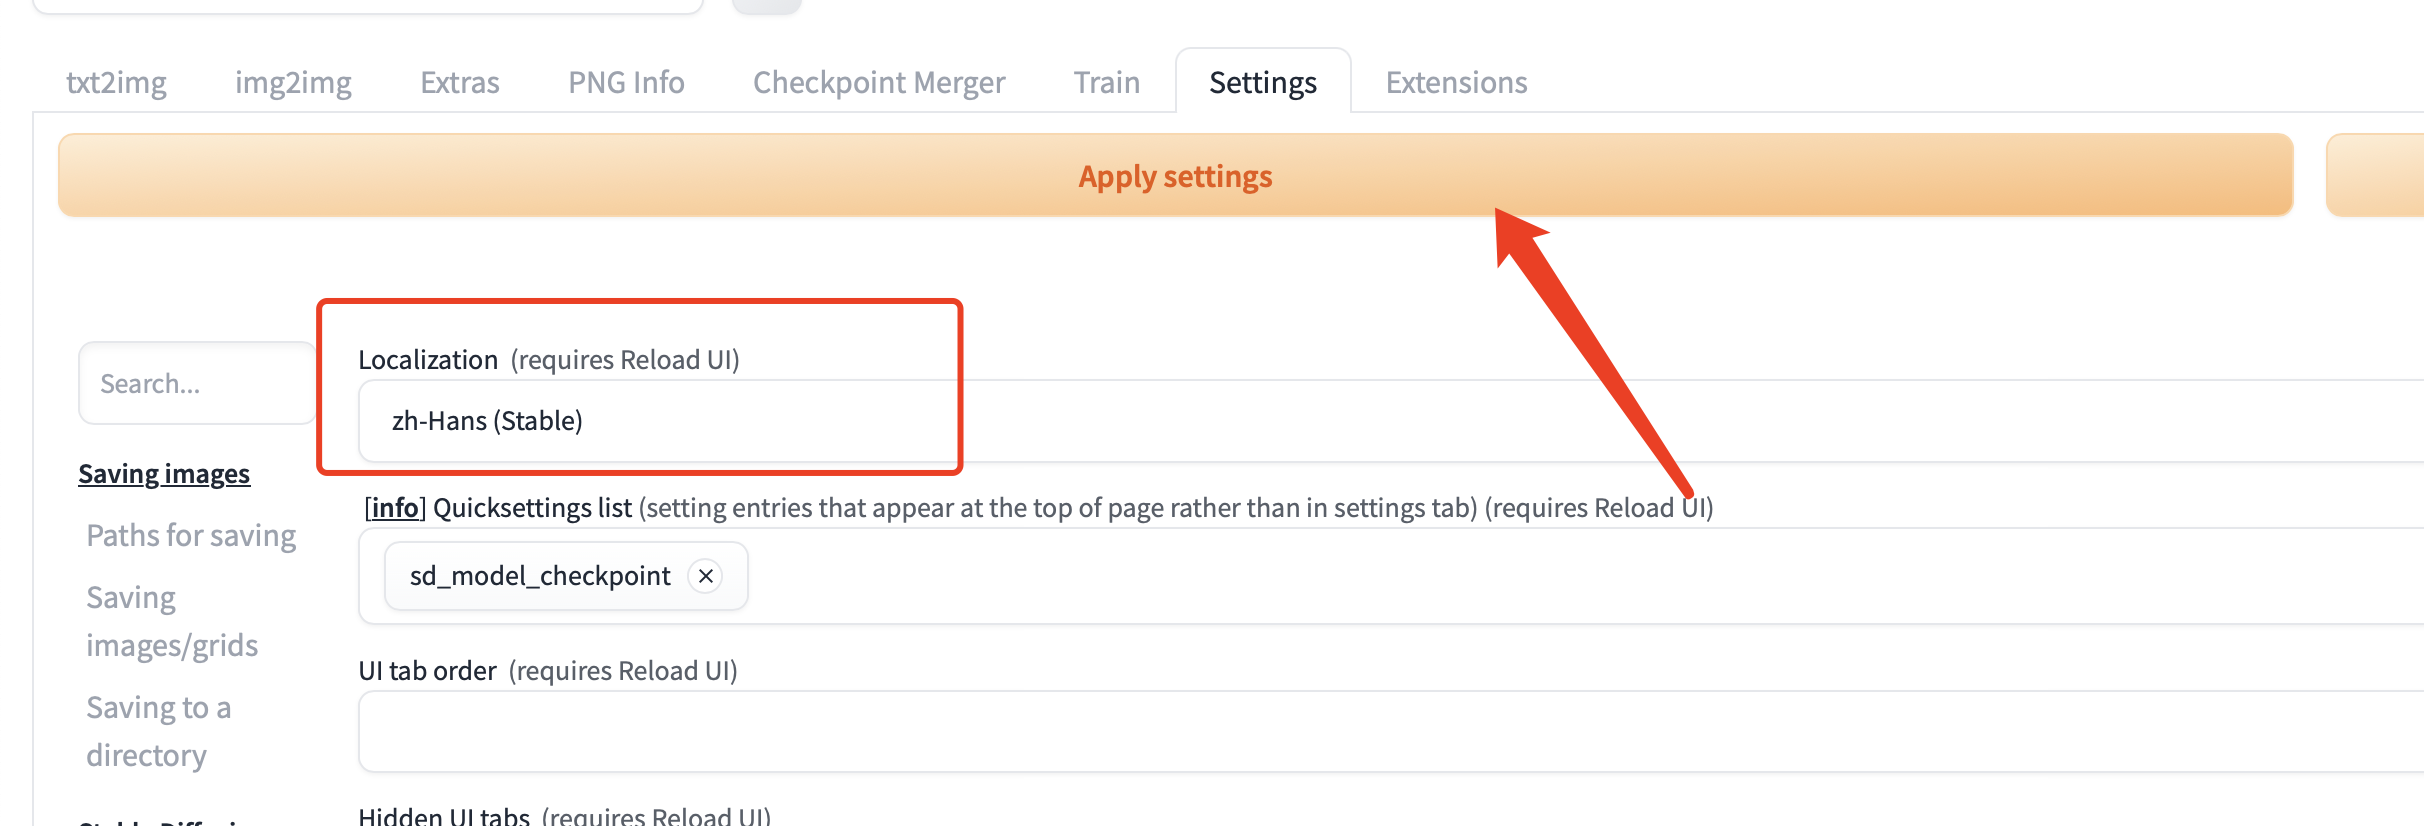 txt2img img2img Extras PNG Info Checkpoint Merger Train Settings Extensions
Apply settings
Search...
Localization (requires Reload UI)
zh-Hans (Stable)
Saving images
[info] Quicksettings list (setting entries that appear at the top of page rather than in settings tab) (requires Reload UI)
Paths for saving
sd_model_checkpoint ×
Saving
images/grids
UI tab order (requires Reload UI)
Saving to a
directory
Hidden UI tabs (requires Reload UI)